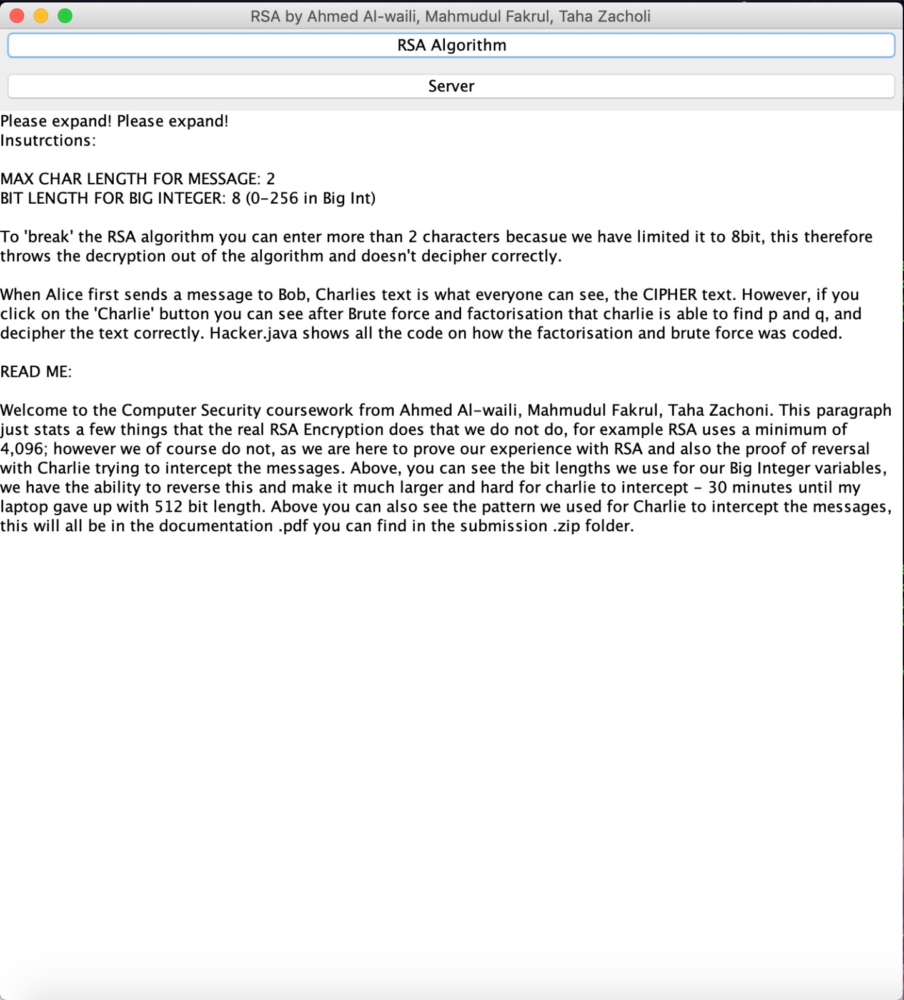 RSA by Ahmed Al-waili, Mahmudul Fakrul, Taha Zacholi
RSA Algorithm
Server
Please expand! Please expand!
Insutrctions:
MAX CHAR LENGTH FOR MESSAGE: 2
BIT LENGTH FOR BIG INTEGER: 8 (0-256 in Big Int)
To 'break' the RSA algorithm you can enter more than 2 characters becasue we have limited it to 8bit, this therefore
throws the decryption out of the algorithm and doesn't decipher correctly.
When Alice first sends a message to Bob, Charlies text is what everyone can see, the CIPHER text. However, if you
click on the 'Charlie' button you can see after Brute force and factorisation that charlie is able to find p and q, and
decipher the text correctly. Hacker.java shows all the code on how the factorisation and brute force was coded.
READ ME:
Welcome to the Computer Security coursework from Ahmed Al-waili, Mahmudul Fakrul, Taha Zachoni. This paragraph
just stats a few things that the real RSA Encryption does that we do not do, for example RSA uses a minimum of
4,096; however we of course do not, as we are here to prove our experience with RSA and also the proof of reversal
with Charlie trying to intercept the messages. Above, you can see the bit lengths we use for our Big Integer variables,
we have the ability to reverse this and make it much larger and hard for charlie to intercept - 30 minutes until my
laptop gave up with 512 bit length. Above you can also see the pattern we used for Charlie to intercept the messages,
this will all be in the documentation .pdf you can find in the submission .zip folder.